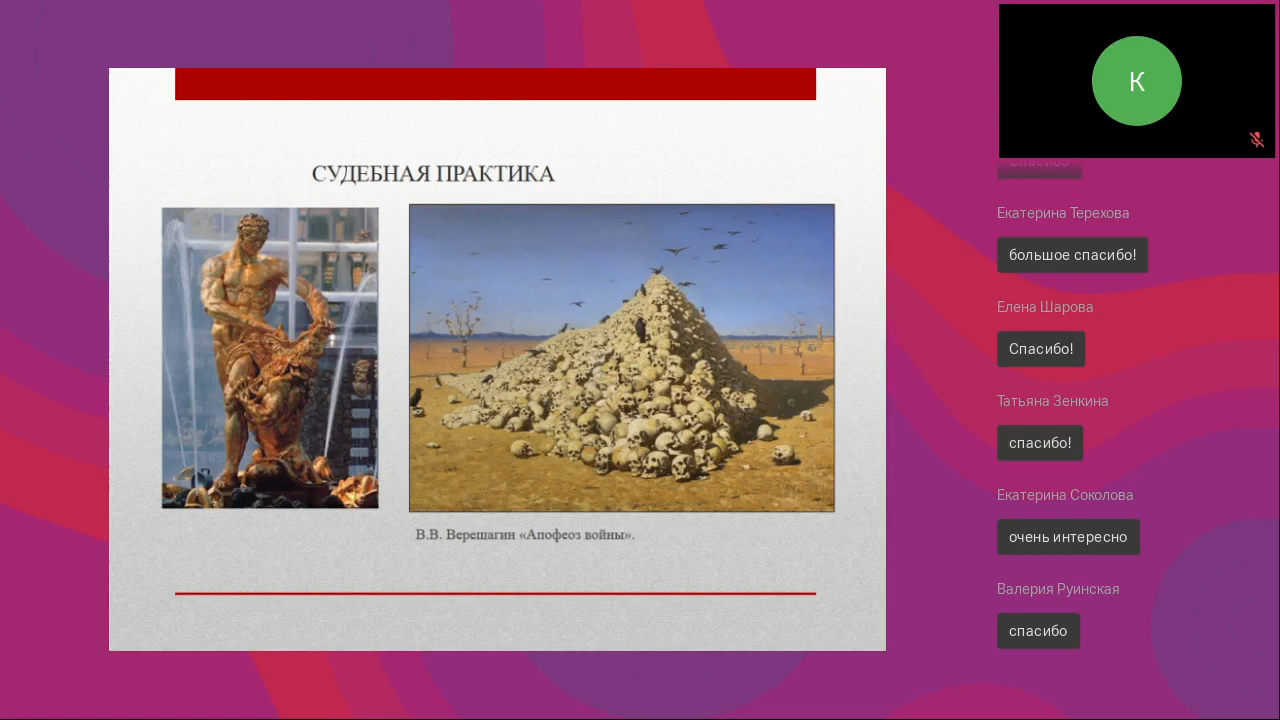 СУДЕБНАЯ ПРАКТИКА
В.В. Верещагин «Апофеоз войны».
К
Спасибо
Екатерина Терехова
большое спасибо!
Елена Шарова
Спасибо!
Татьяна Зенкина
спасибо!
Екатерина Соколова
очень интересно
Валерия Руинская
спасибо